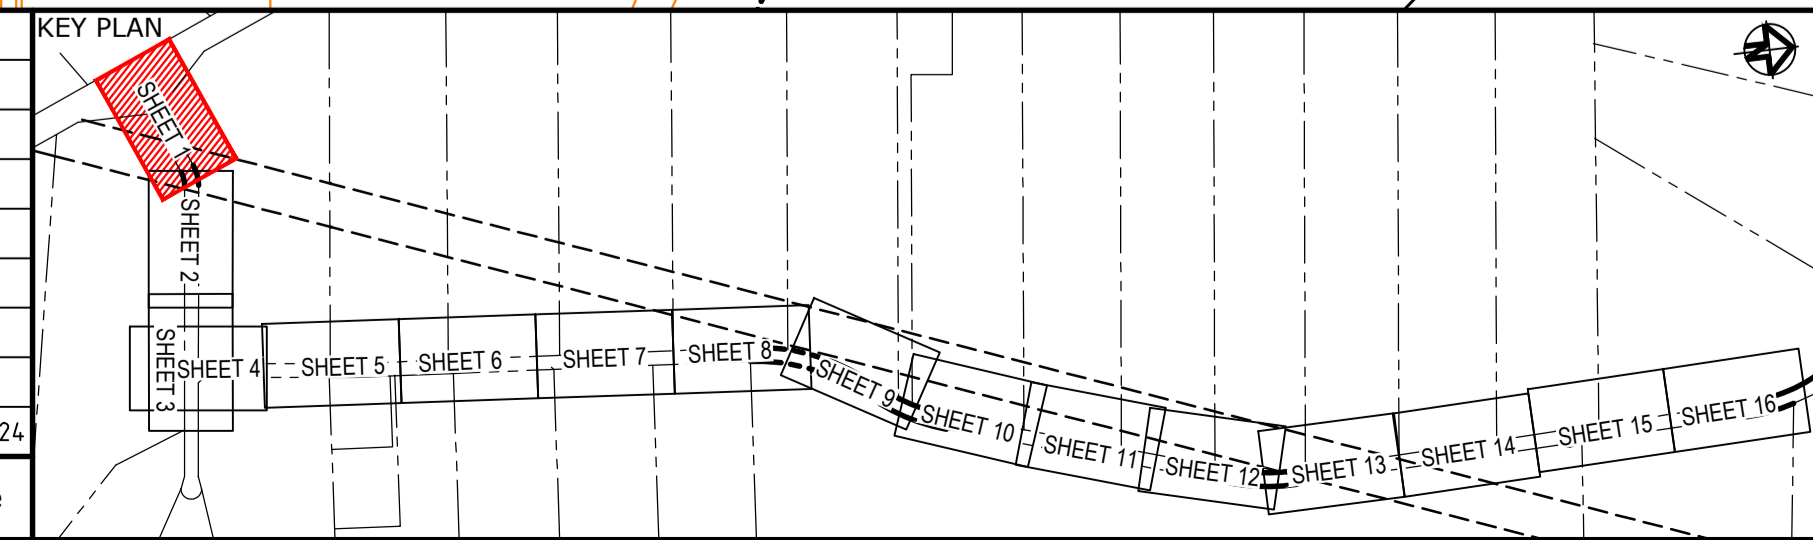 KEY PLAN
N
SHEET 1
SHEET 2
SHEET 3
SHEET 4
SHEET 5
SHEET 6
SHEET 7
SHEET 8
SHEET 9
SHEET 10
SHEET 11
SHEET 12
SHEET 13
SHEET 14
SHEET 15
SHEET 16
24